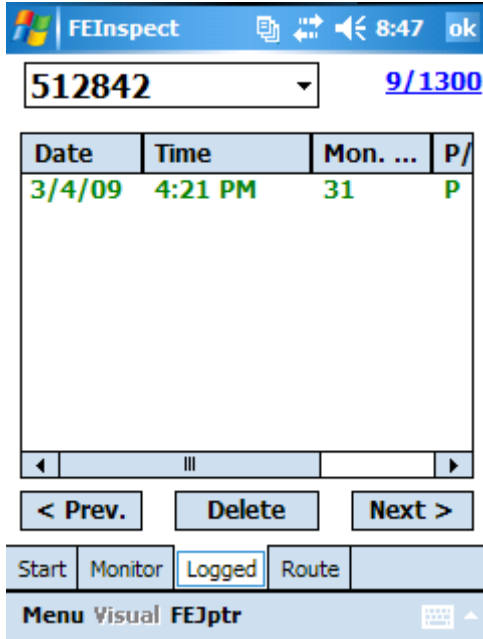 FEInspect 8:47 ok
512842 9/1300
Date Time Mon. ... P/
3/4/09 4:21 PM 31 P
< Prev. Delete Next >
Start Monitor Logged Route
Menu Visual FEJptr